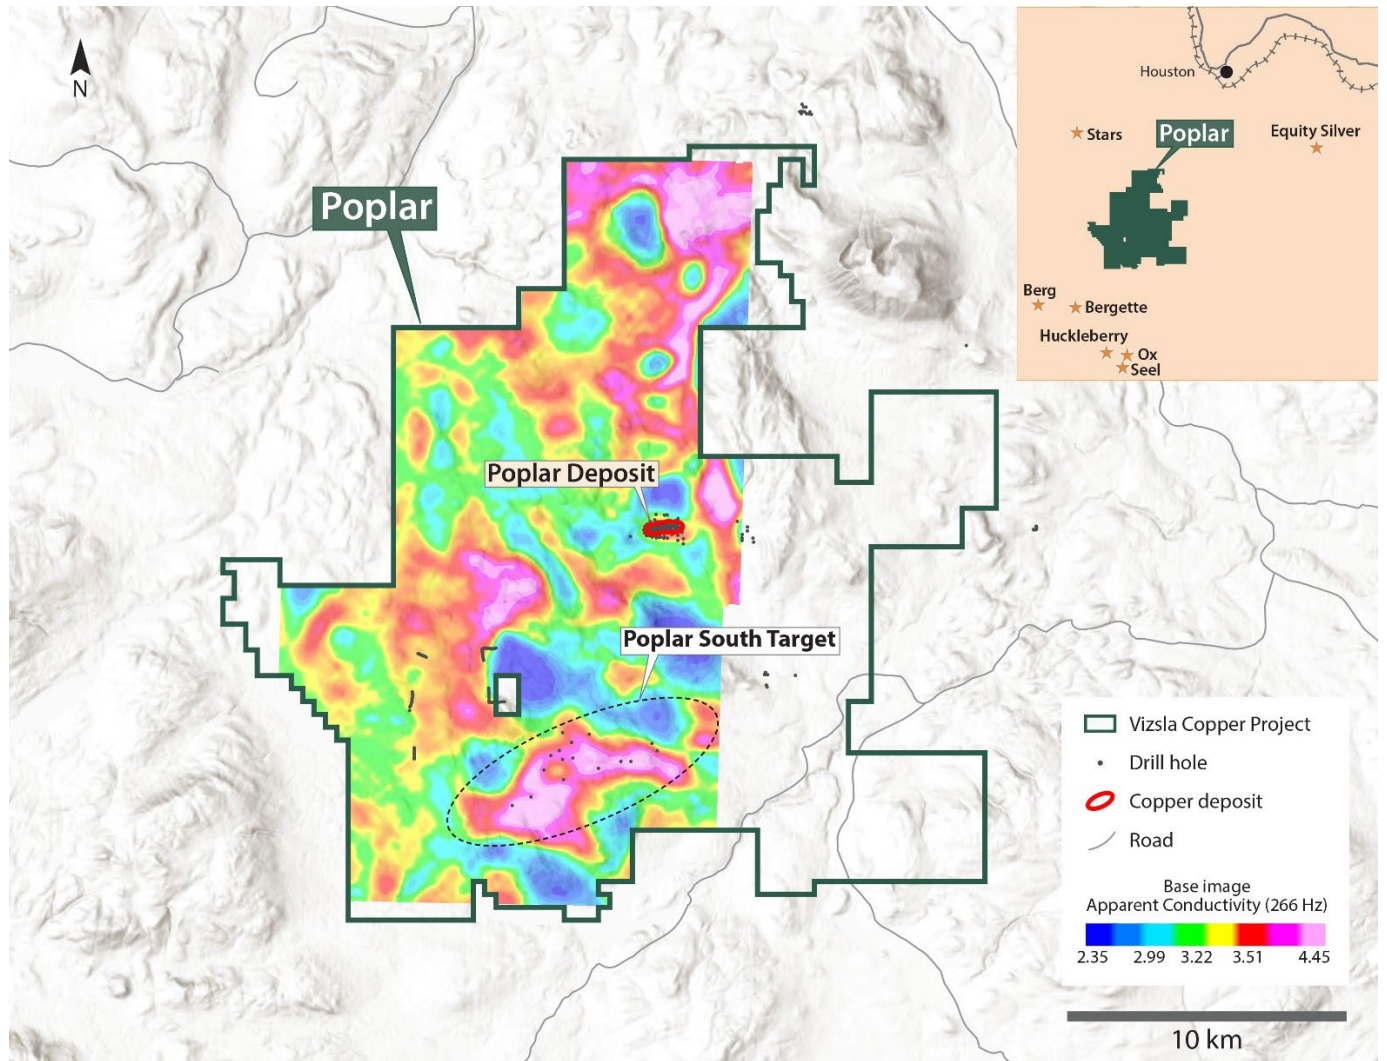 N
Poplar
Poplar Deposit
Poplar South Target
Houston
Stars
Poplar
Equity Silver
Berg
Bergette
Huckleberry
Ox
Seel
Vizsla Copper Project
Drill hole
Copper deposit
Road
Base image
Apparent Conductivity (266 Hz)
2.35 2.99 3.22 3.51 4.45
10 km